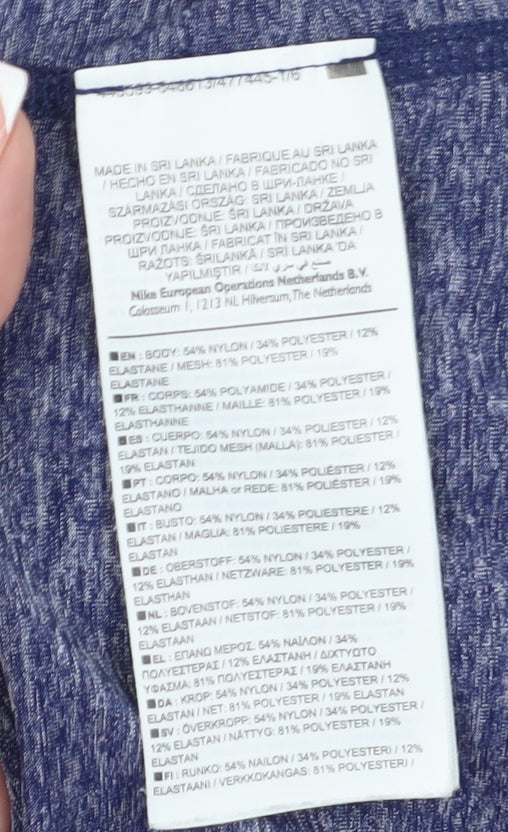 MADE IN SRI LANKA / FABRIQUE AU SRI LANKA
/ HECHO EN SRI LANKA / FABRICADO NO SRI
LANKA / СДЕЛАНО В ШРИ-ЛАНКЕ /
SZÁRMAZÁSI ORSZÁG: SRI LANKA / ZEMLJA
PROIZVODNJE: ŠRI LANKA / DRŽAVA
PROIZVODNJE: ŠRI LANKA / ПРОИЗВЕДЕНО В
ШРИ ЛАНКА / FABRICAT ÎN SRI LANKA /
RAŽOTS: ŠRILANKĀ / SRI LANKA 'DA
YAPILMIŞTIR / صنع في سري لانكا
Nike European Operations Netherlands B.V.
Colosseum 1, 1213 NL Hilversum, The Netherlands
EN : BODY: 54% NYLON / 34% POLYESTER / 12%
ELASTANE / MESH: 81% POLYESTER / 19%
ELASTANE
FR : CORPS: 54% POLYAMIDE / 34% POLYESTER /
12% ELASTHANNE / MAILLE: 81% POLYESTER / 19%
ELASTHANNE
ES : CUERPO: 54% NYLON / 34% POLIESTER / 12%
ELASTAN / TEJIDO MESH (MALLA): 81% POLIESTER /
19% ELASTAN
PT : CORPO: 54% NYLON / 34% POLIÉSTER / 12%
ELASTANO / MALHA or REDE: 81% POLIÉSTER / 19%
ELASTANO
IT : BUSTO: 54% NYLON / 34% POLIESTERE / 12%
ELASTAN / MAGLIA: 81% POLIESTERE / 19%
ELASTAN
DE : OBERSTOFF: 54% NYLON / 34% POLYESTER /
12% ELASTHAN / NETZWARE: 81% POLYESTER / 19%
ELASTHAN
NL : BOVENSTOF: 54% NYLON / 34% POLYESTER /
12% ELASTAAN / NETSTOF: 81% POLYESTER / 19%
ELASTAAN
EL : ΕΠΑΝΩ ΜΕΡΟΣ: 54% ΝΑΪΛΟΝ / 34%
ΠΟΛΥΕΣΤΕΡΑΣ / 12% ΕΛΑΣΤΑΝΗ / ΔΙΧΤΥΩΤΟ
ΥΦΑΣΜΑ: 81% ΠΟΛΥΕΣΤΕΡΑΣ / 19% ΕΛΑΣΤΑΝΗ
DA : KROP: 54% NYLON / 34% POLYESTER / 12%
ELASTAN / NET: 81% POLYESTER / 19% ELASTAN
SV : ÖVERKROPP: 54% NYLON / 34% POLYESTER /
12% ELASTAN / NÄTTYG: 81% POLYESTER / 19%
ELASTAN
FI : RUNKO: 54% NAILON / 34% POLYESTERI / 12%
ELASTAANI / VERKKOKANGAS: 81% POLYESTERI /